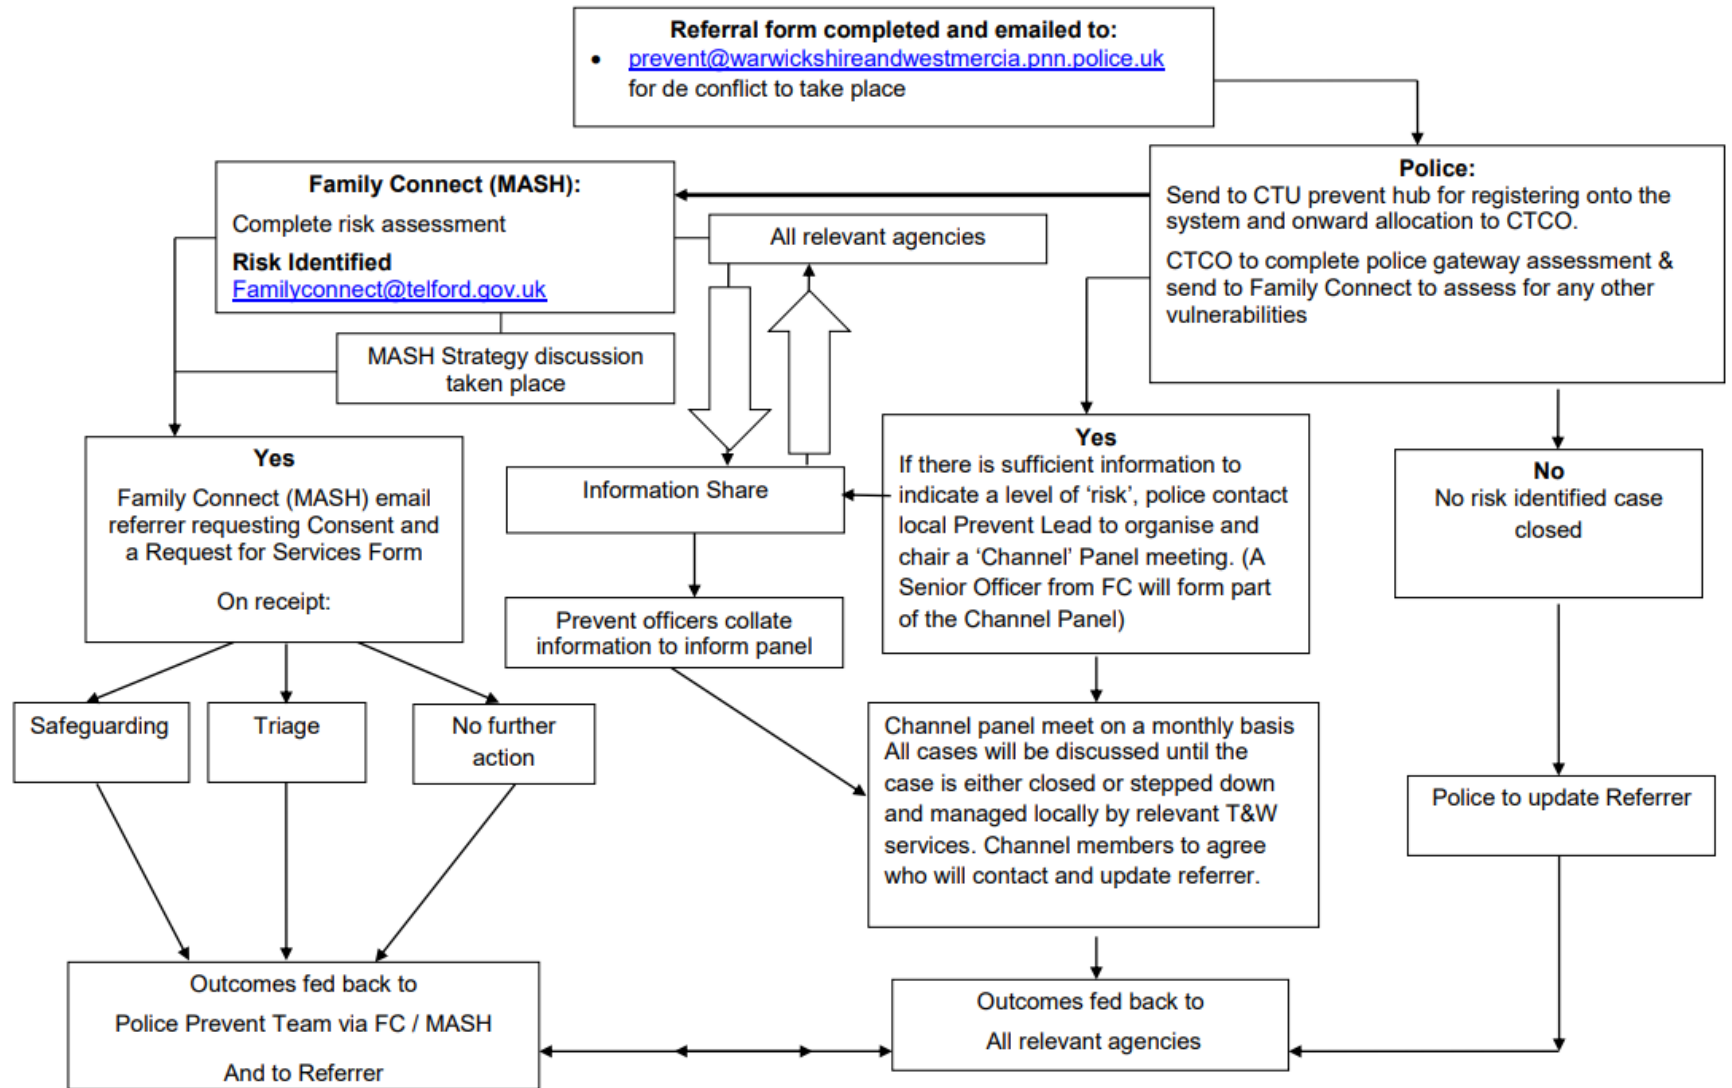 Referral form completed and emailed to:
• prevent@warwickshireandwestmercia.pnn.police.uk
for de conflict to take place
Police:
Send to CTU prevent hub for registering onto the
system and onward allocation to CTCO.
CTCO to complete police gateway assessment &
send to Family Connect to assess for any other
vulnerabilities
Family Connect (MASH):
Complete risk assessment
Risk Identified
Familyconnect@telford.gov.uk
All relevant agencies
MASH Strategy discussion
taken place
Yes
Family Connect (MASH) email
referrer requesting Consent and
a Request for Services Form
On receipt:
Information Share
Yes
If there is sufficient information to
indicate a level of ‘risk’, police contact
local Prevent Lead to organise and
chair a ‘Channel’ Panel meeting. (A
Senior Officer from FC will form part
of the Channel Panel)
No
No risk identified case
closed
Prevent officers collate
information to inform panel
Safeguarding
Triage
No further
action
Channel panel meet on a monthly basis
All cases will be discussed until the
case is either closed or stepped down
and managed locally by relevant T&W
services. Channel members to agree
who will contact and update referrer.
Police to update Referrer
Outcomes fed back to
Police Prevent Team via FC / MASH
And to Referrer
Outcomes fed back to
All relevant agencies